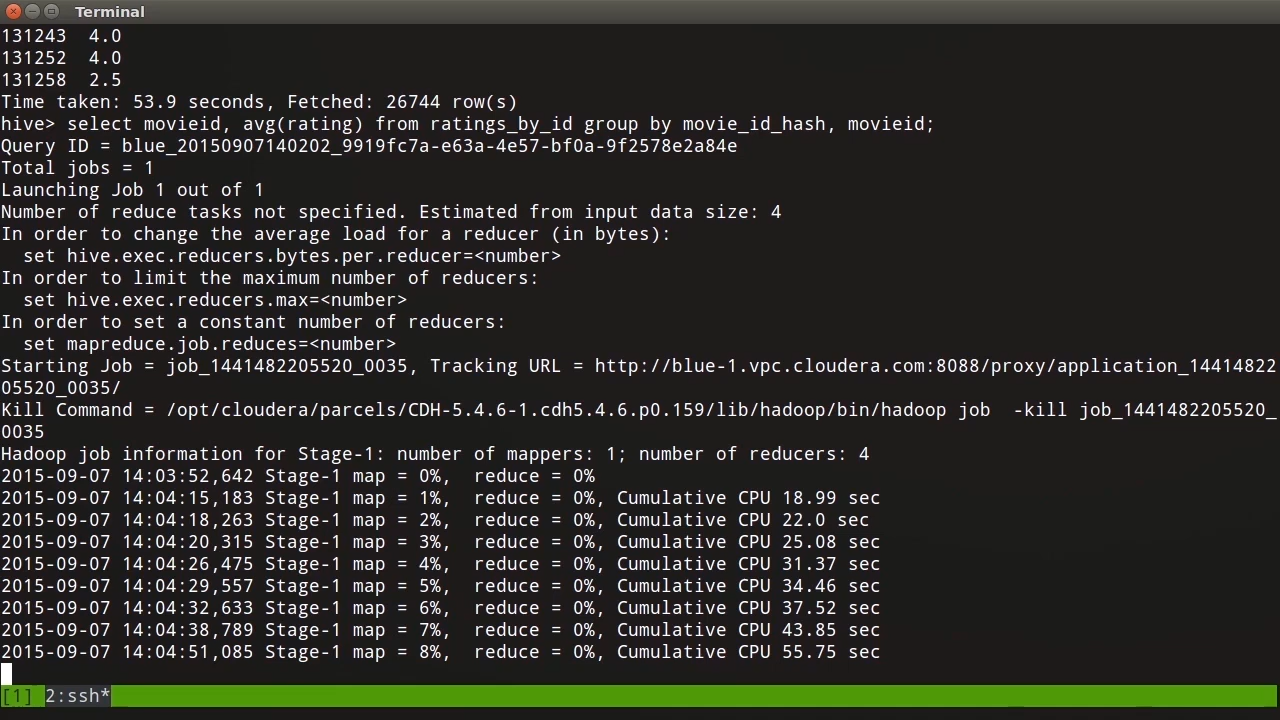 Terminal
131243  4.0
131252  4.0
131258  2.5
Time taken: 53.9 seconds, Fetched: 26744 row(s)
hive> select movieid, avg(rating) from ratings_by_id group by movie_id_hash, movieid;
Query ID = blue_20150907140202_9919fc7a-e63a-4e57-bf0a-9f2578e2a84e
Total jobs = 1
Launching Job 1 out of 1
Number of reduce tasks not specified. Estimated from input data size: 4
In order to change the average load for a reducer (in bytes):
  set hive.exec.reducers.bytes.per.reducer=<number>
In order to limit the maximum number of reducers:
  set hive.exec.reducers.max=<number>
In order to set a constant number of reducers:
  set mapreduce.job.reduces=<number>
Starting Job = job_1441482205520_0035, Tracking URL = http://blue-1.vpc.cloudera.com:8088/proxy/application_14414822
05520_0035/
Kill Command = /opt/cloudera/parcels/CDH-5.4.6-1.cdh5.4.6.p0.159/lib/hadoop/bin/hadoop job  -kill job_1441482205520_
0035
Hadoop job information for Stage-1: number of mappers: 1; number of reducers: 4
2015-09-07 14:03:52,642 Stage-1 map = 0%,  reduce = 0%
2015-09-07 14:04:15,183 Stage-1 map = 1%,  reduce = 0%, Cumulative CPU 18.99 sec
2015-09-07 14:04:18,263 Stage-1 map = 2%,  reduce = 0%, Cumulative CPU 22.0 sec
2015-09-07 14:04:20,315 Stage-1 map = 3%,  reduce = 0%, Cumulative CPU 25.08 sec
2015-09-07 14:04:26,475 Stage-1 map = 4%,  reduce = 0%, Cumulative CPU 31.37 sec
2015-09-07 14:04:29,557 Stage-1 map = 5%,  reduce = 0%, Cumulative CPU 34.46 sec
2015-09-07 14:04:32,633 Stage-1 map = 6%,  reduce = 0%, Cumulative CPU 37.52 sec
2015-09-07 14:04:38,789 Stage-1 map = 7%,  reduce = 0%, Cumulative CPU 43.85 sec
2015-09-07 14:04:51,085 Stage-1 map = 8%,  reduce = 0%, Cumulative CPU 55.75 sec
[1] 2:ssh*